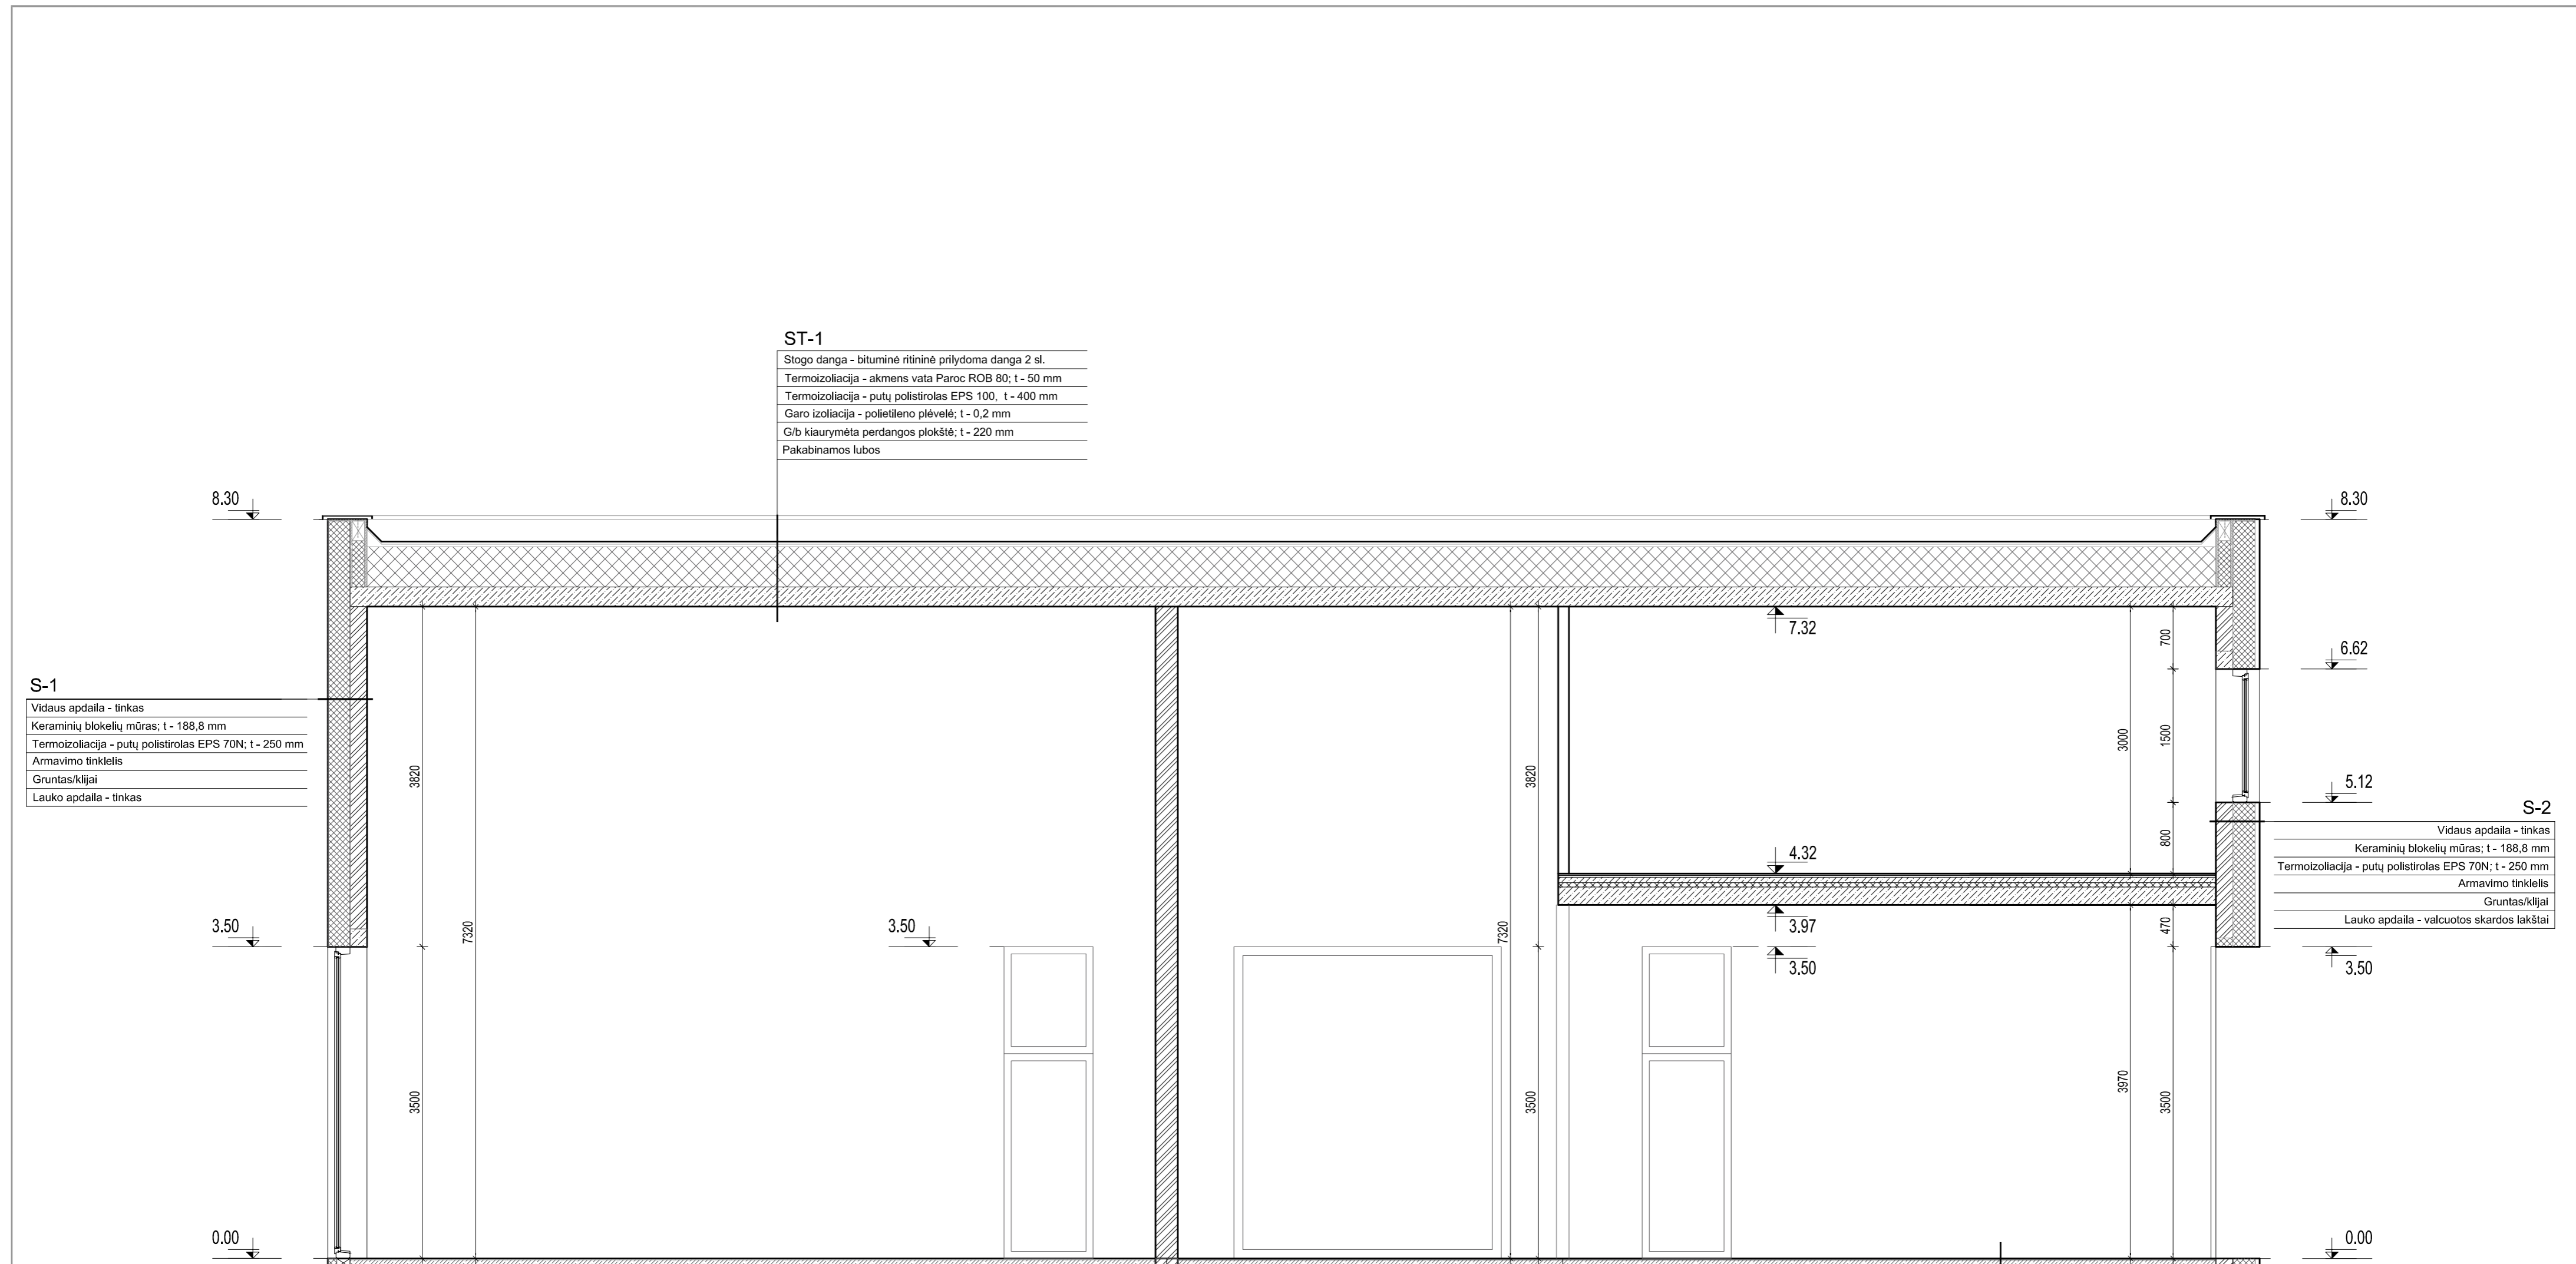 ST-1
Stogo danga - bituminė ritininė prilydoma danga 2 sl.
Termoizoliacija - akmens vata Paroc ROB 80; t - 50 mm
Termoizoliacija - putų polistirolas EPS 100, t - 400 mm
Garo izoliacija - polietileno plėvelė; t - 0,2 mm
G/b kiaurymėta perdangos plokštė; t - 220 mm
Pakabinamos lubos
8.30
8.30
7.32
700
6.62
S-1
Vidaus apdaila - tinkas
Keraminių blokelių mūras; t - 188,8 mm
Termoizoliacija - putų polistirolas EPS 70N; t - 250 mm
Armavimo tinklelis
Gruntas/klijai
Lauko apdaila - tinkas
3820
3820
3000
1500
5.12
S-2
Vidaus apdaila - tinkas
Keraminių blokelių mūras; t - 188,8 mm
Termoizoliacija - putų polistirolas EPS 70N; t - 250 mm
Armavimo tinklelis
Gruntas/klijai
Lauko apdaila - valcuotos skardos lakštai
800
4.32
3.50
7320
3.50
7320
3.97
470
3.50
3.50
3500
3500
3970
3500
0.00
0.00